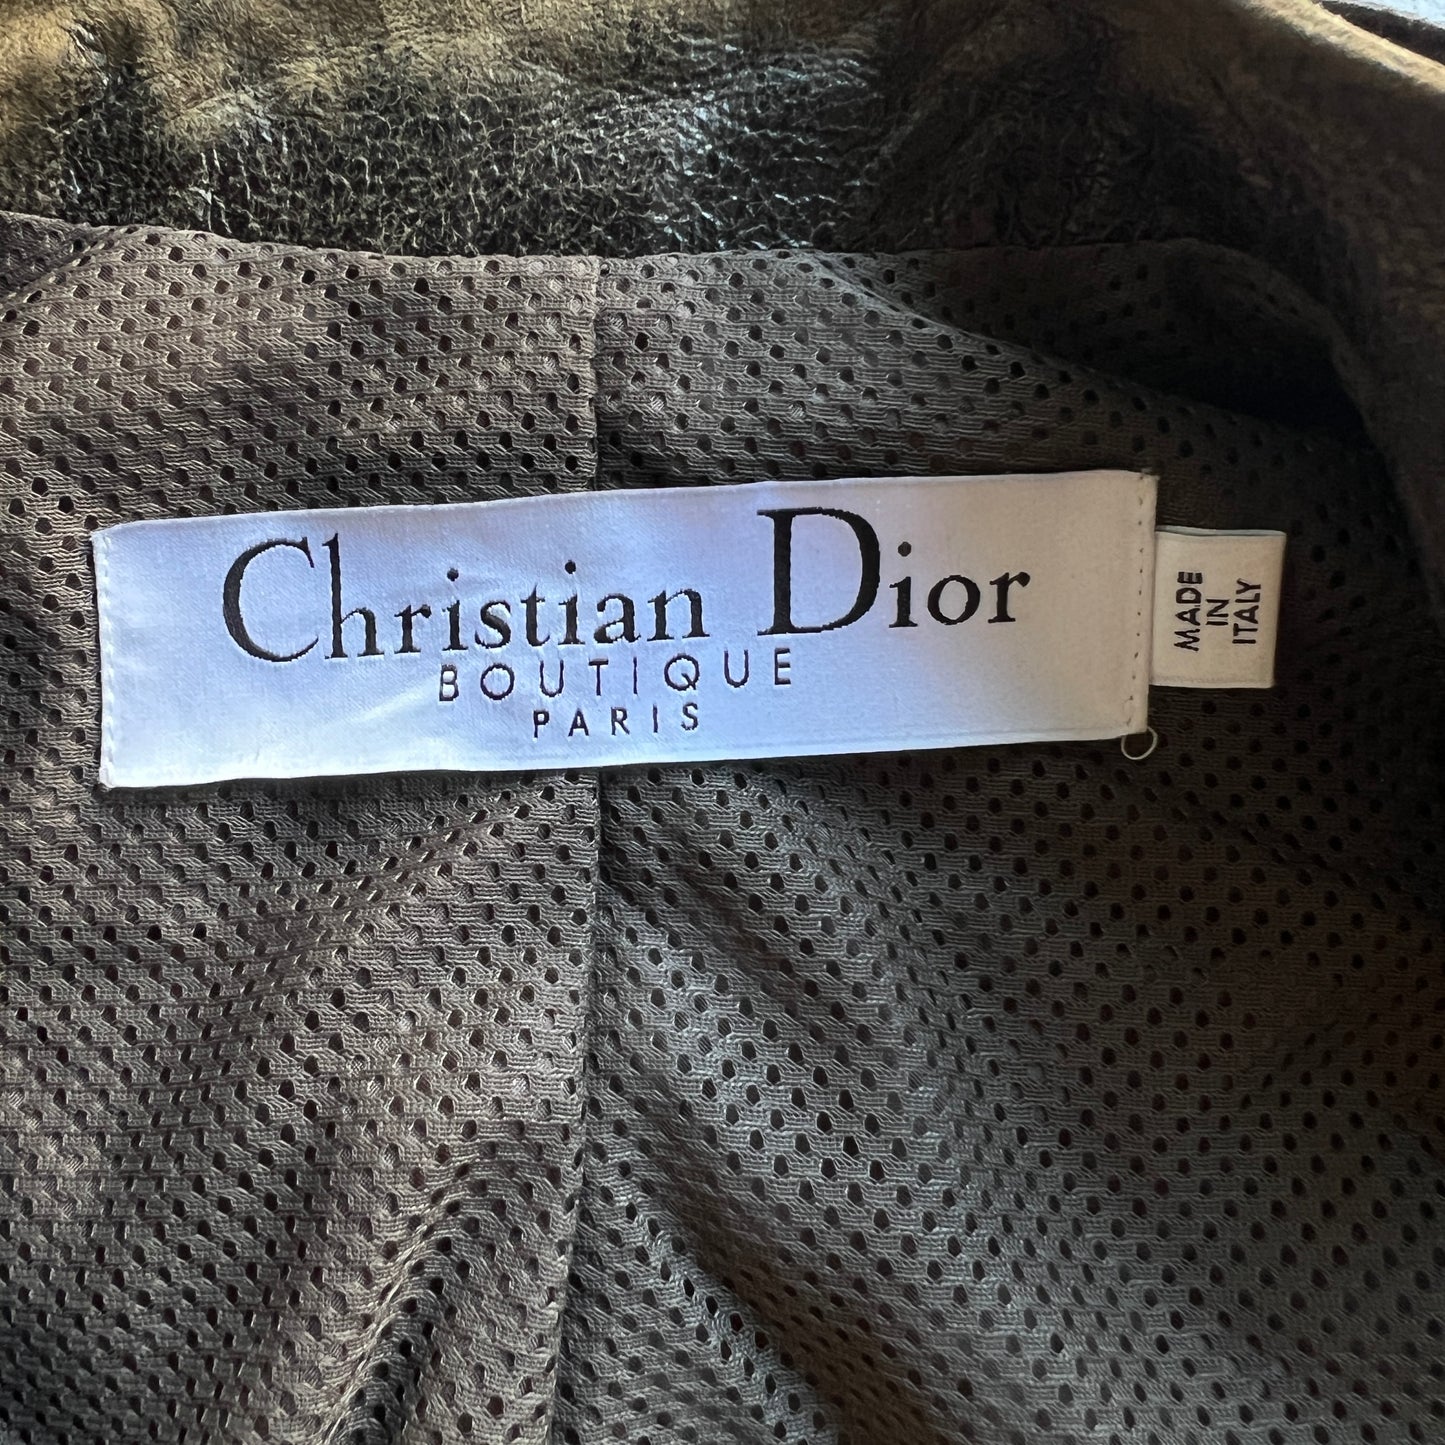 Christian Dior
BOUTIQUE
PARIS
MADE
IN
ITALY